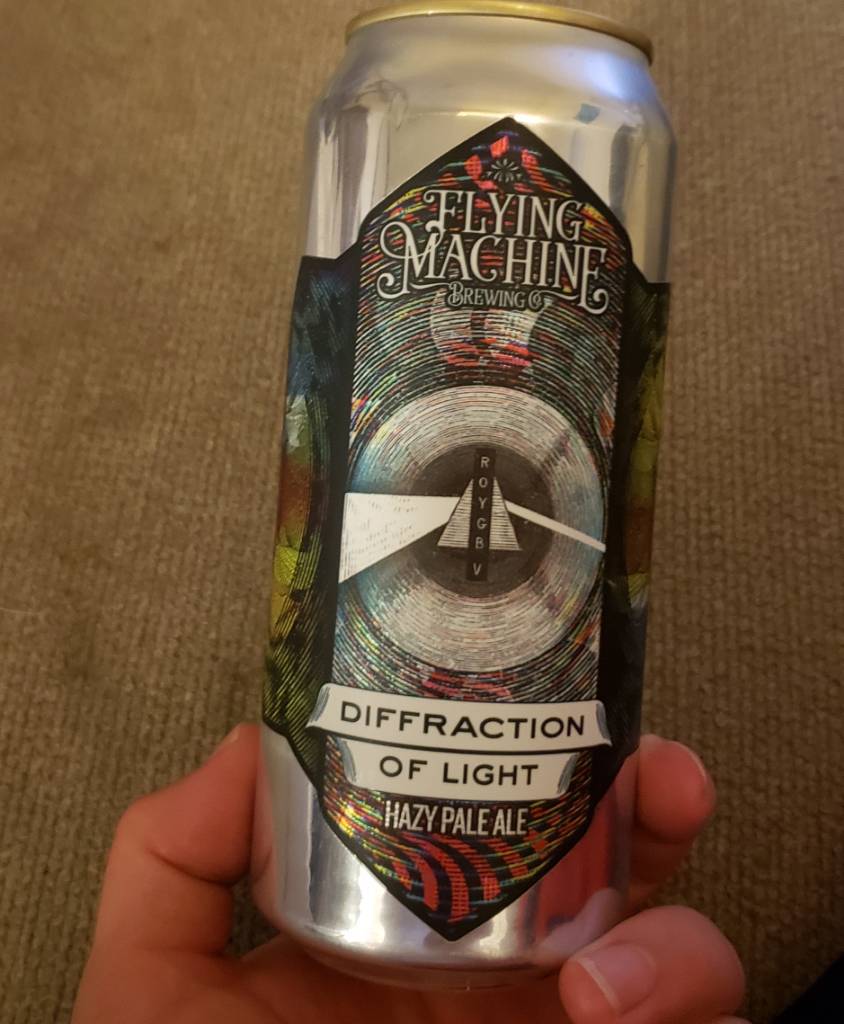 FLYING
MACHINE
BREWING CO
R
O
Y
G
B
V
DIFFRACTION
OF LIGHT
HAZY PALE ALE